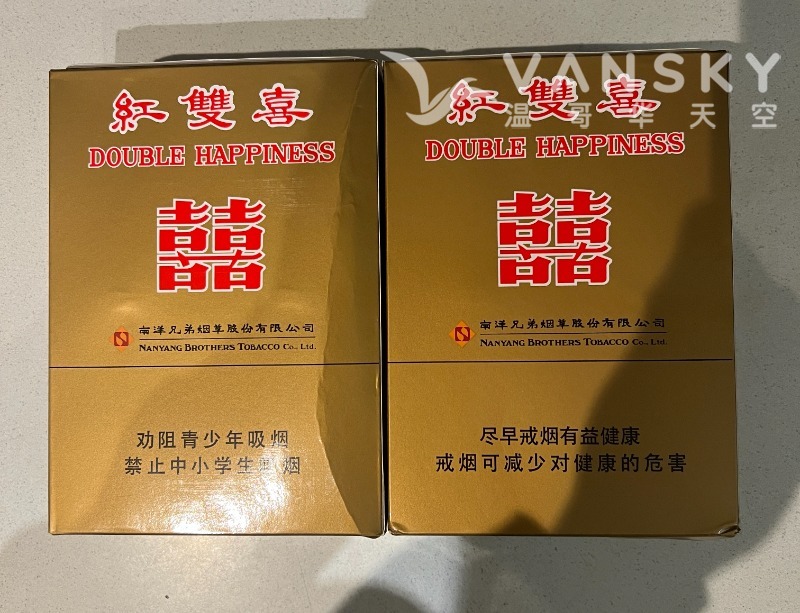 紅雙喜
DOUBLE HAPPINESS
囍
南洋兄弟烟草股份有限公司
NANYANG BROTHERS TOBACCO Co., Ltd.
劝阻青少年吸烟
禁止中小学生吸烟
VANSKY
温哥华天空
紅雙喜
DOUBLE HAPPINESS
囍
南洋兄弟烟草股份有限公司
NANYANG BROTHERS TOBACCO Co., Ltd.
尽早戒烟有益健康
戒烟可减少对健康的危害